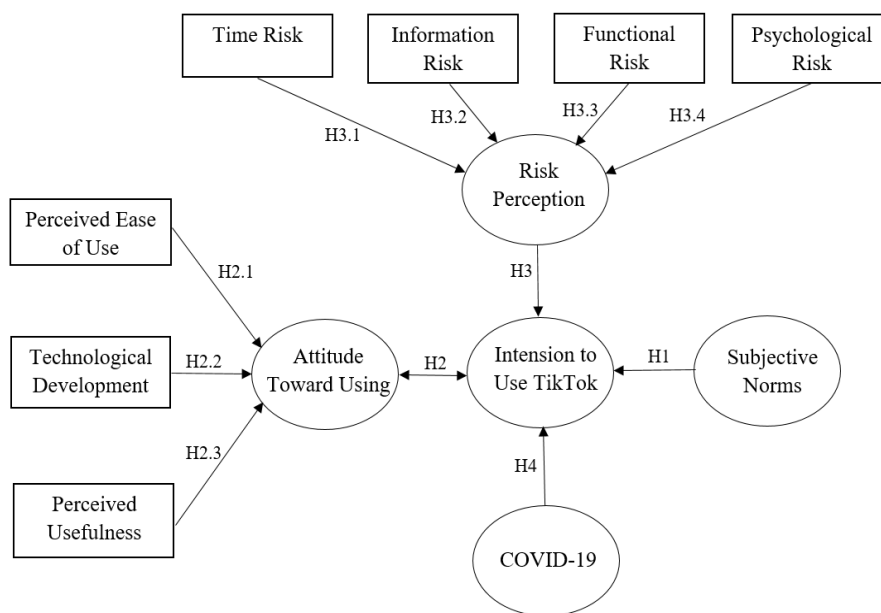 Time Risk
Information
Risk
Functional
Risk
Psychological
Risk
H3.1
H3.2
H3.3
H3.4
Risk
Perception
Perceived Ease
of Use
H2.1
H3
Technological
Development
H2.2
Attitude
Toward Using
H2
Intension to
Use TikTok
H1
Subjective
Norms
H2.3
H4
Perceived
Usefulness
COVID-19